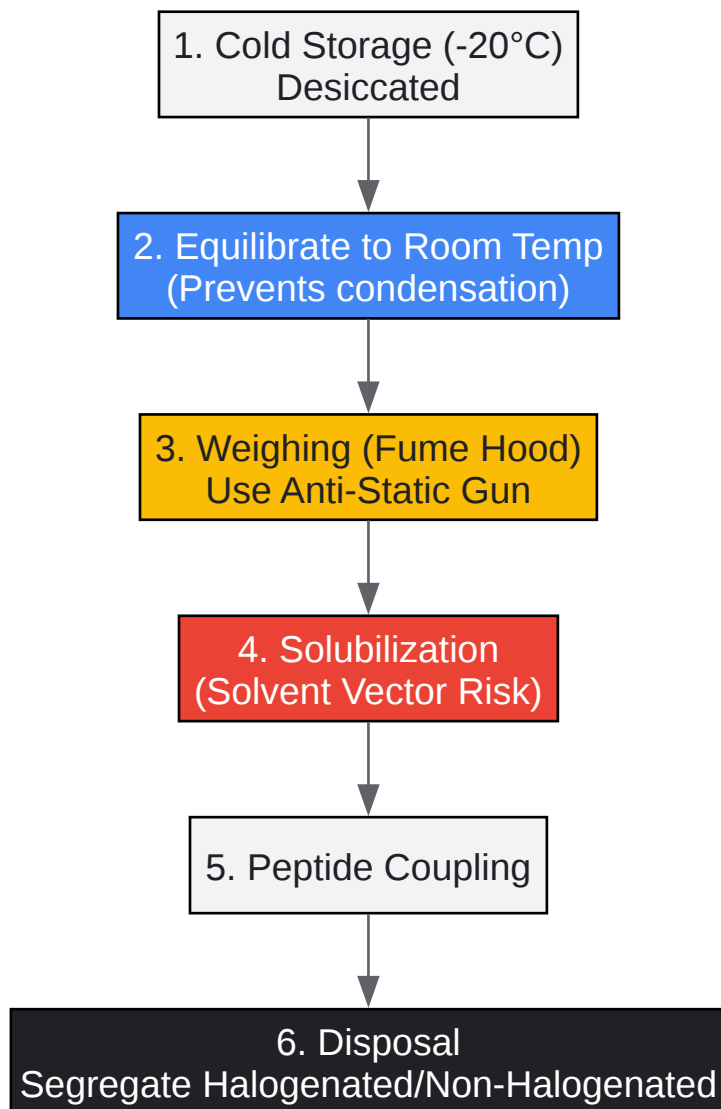 1. Cold Storage (-20°C)
Desiccated
2. Equilibrate to Room Temp
(Prevents condensation)
3. Weighing (Fume Hood)
Use Anti-Static Gun
4. Solubilization
(Solvent Vector Risk)
5. Peptide Coupling
6. Disposal
Segregate Halogenated/Non-Halogenated